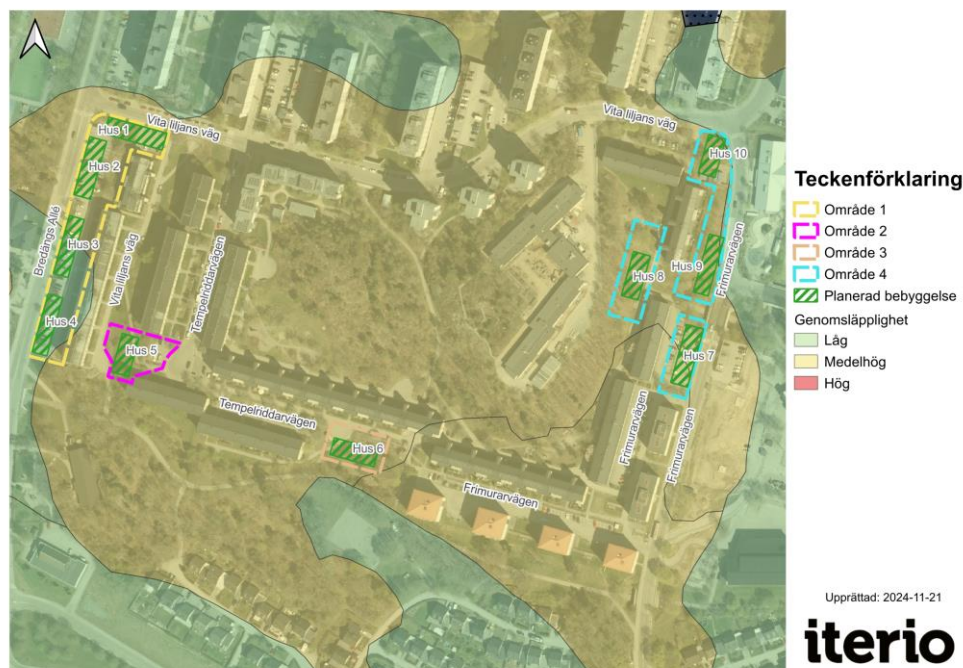 Vita liljans väg
Hus 1
Hus 2
Bredängs Allé
Hus 3
Vita liljans väg
Hus 4
Tempelriddarvägen
Hus 5
Tempelriddarvägen
Hus 6
Frimurarvägen
Vita liljans väg
Hus 10
Hus 8
Hus 9
Frimurarvägen
Hus 7
Frimurarvägen
Frimurarvägen
Teckenförklaring
Område 1
Område 2
Område 3
Område 4
Planerad bebyggelse
Genomsläpplighet
Låg
Medelhög
Hög
Upprättad: 2024-11-21
iterio